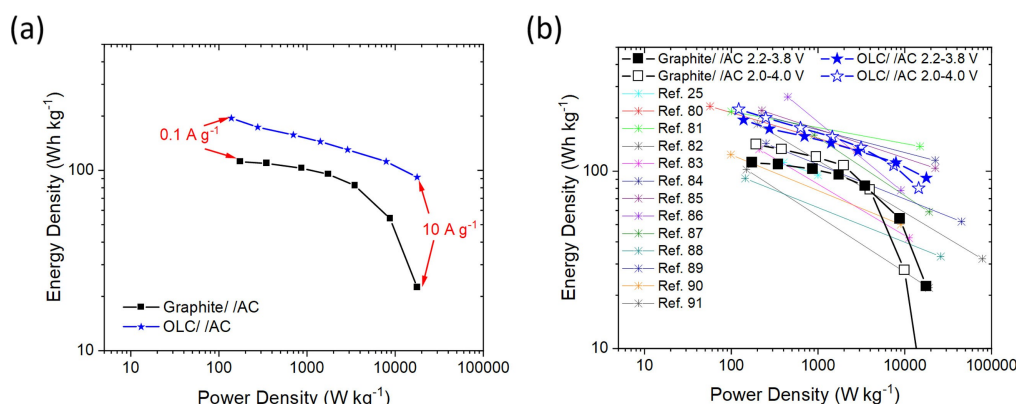 (a)
Energy Density (Wh kg⁻¹)
100
10
0.1 A g⁻¹
10 A g⁻¹
Graphite/ /AC
OLC/ /AC
10 100 1000 10000 100000
Power Density (W kg⁻¹)
(b)
Energy Density (Wh kg⁻¹)
100
10
Graphite/ /AC 2.2-3.8 V
Graphite/ /AC 2.0-4.0 V
OLC/ /AC 2.2-3.8 V
OLC/ /AC 2.0-4.0 V
Ref. 25
Ref. 80
Ref. 81
Ref. 82
Ref. 83
Ref. 84
Ref. 85
Ref. 86
Ref. 87
Ref. 88
Ref. 89
Ref. 90
Ref. 91
10 100 1000 10000 100000
Power Density (W kg⁻¹)